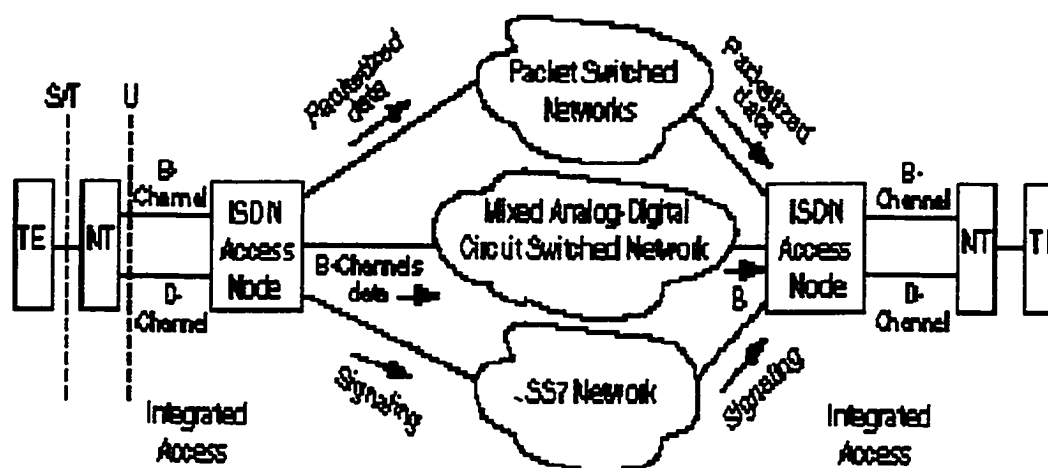 S/T
U
Packetized
data
Packet Switched
Networks
Packetized
data
B-
Channel
TE
NT
ISDN
Access
Node
D-
Channel
B-Channels
data
Mixed Analog-Digital
Circuit Switched Network
B-
ISDN
Access
Node
B-
Channel
NT
D-
Channel
Signaling
SS7 Network
Signaling
Integrated
Access
Integrated
Access